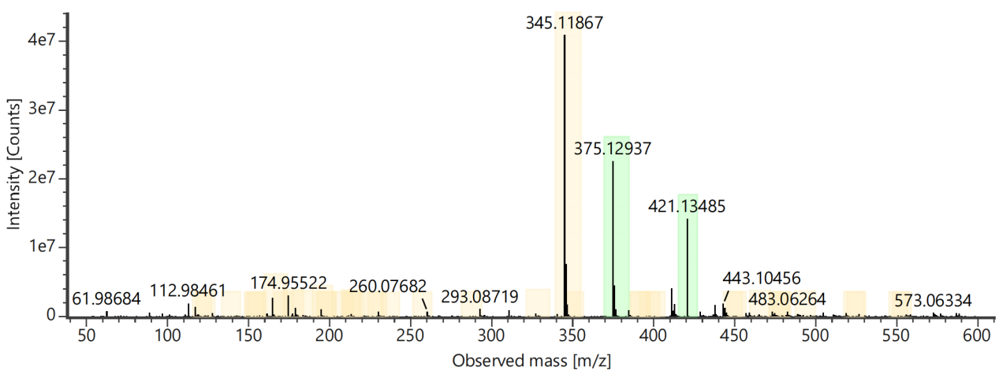 345.11867
4e7
3e7
375.12937
2e7
421.13485
1e7
443.10456
174.95522
260.07682
112.98461
293.08719
483.06264
573.06334
61.98684
0
50 100 150 200 250 300 350 400 450 500 550 600
Observed mass [m/z]
Intensity [Counts]